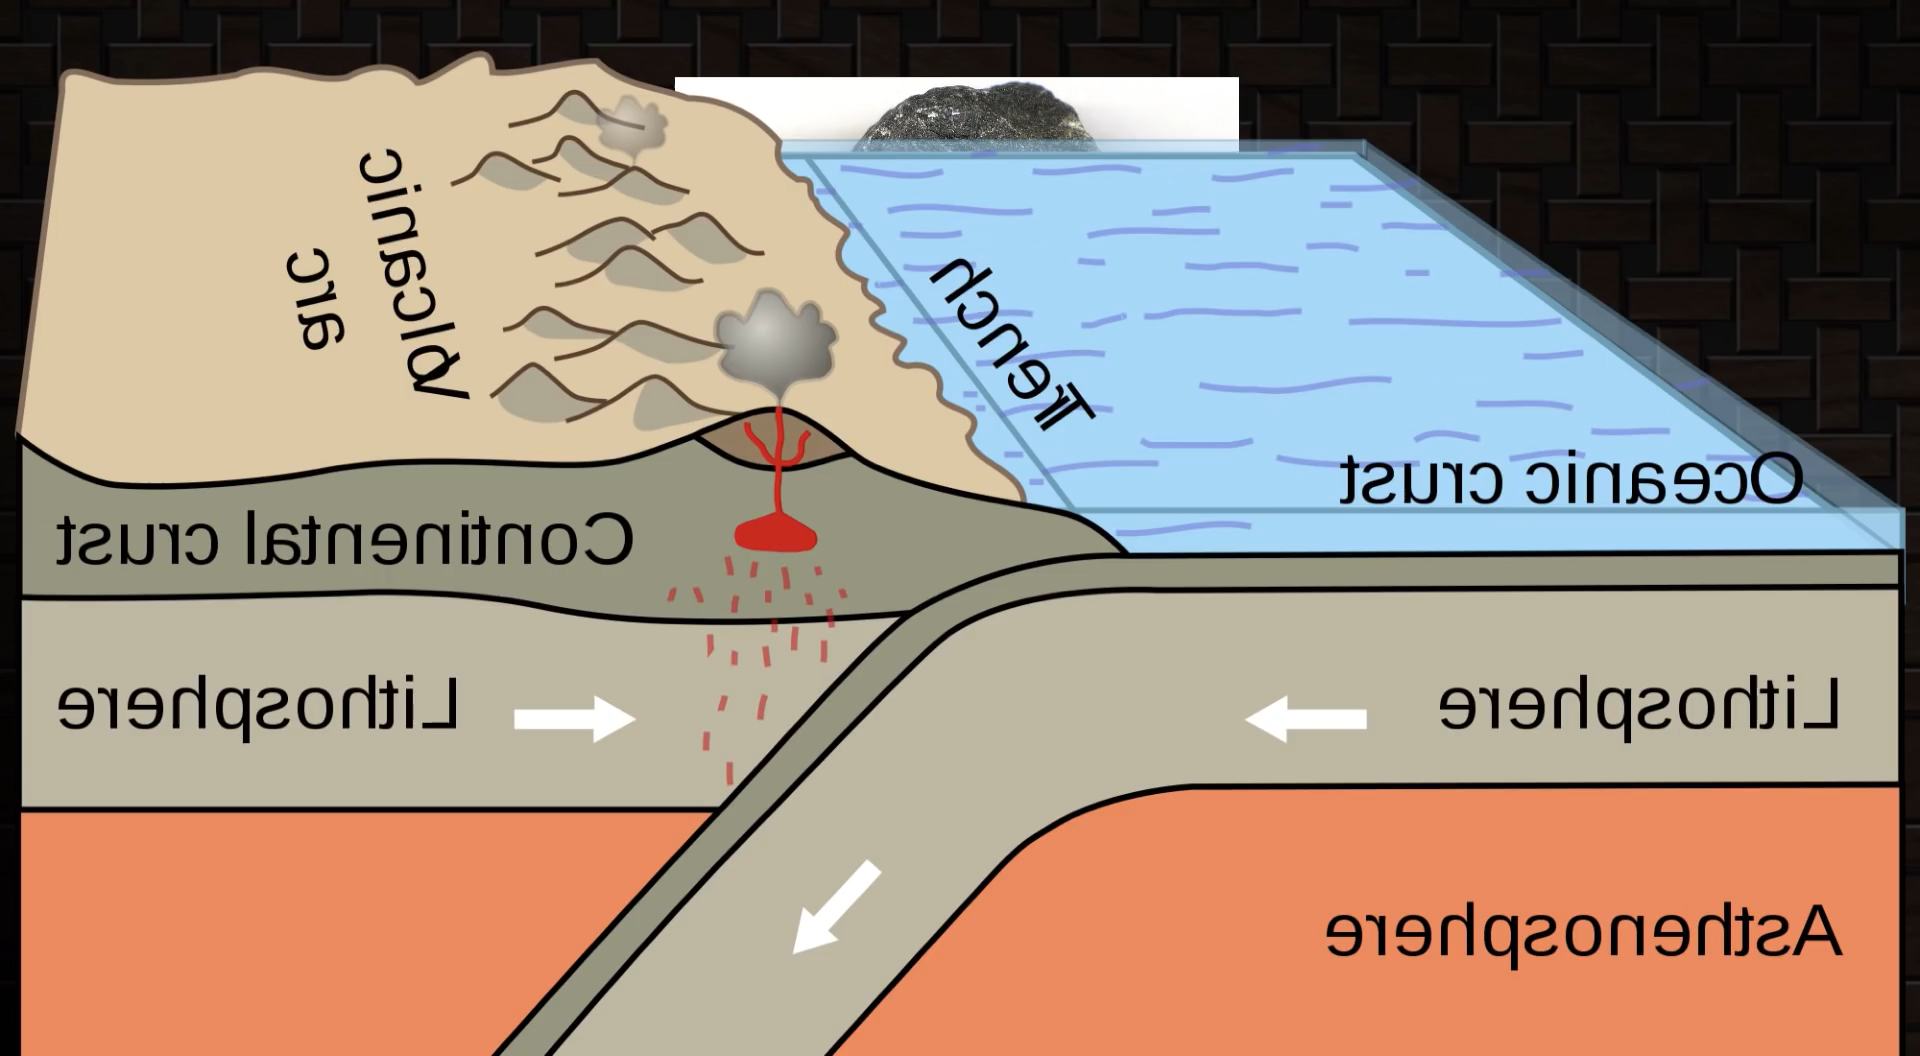 Volcanic
arc
Trench
Oceanic crust
Continental crust
Lithosphere
Lithosphere
Asthenosphere